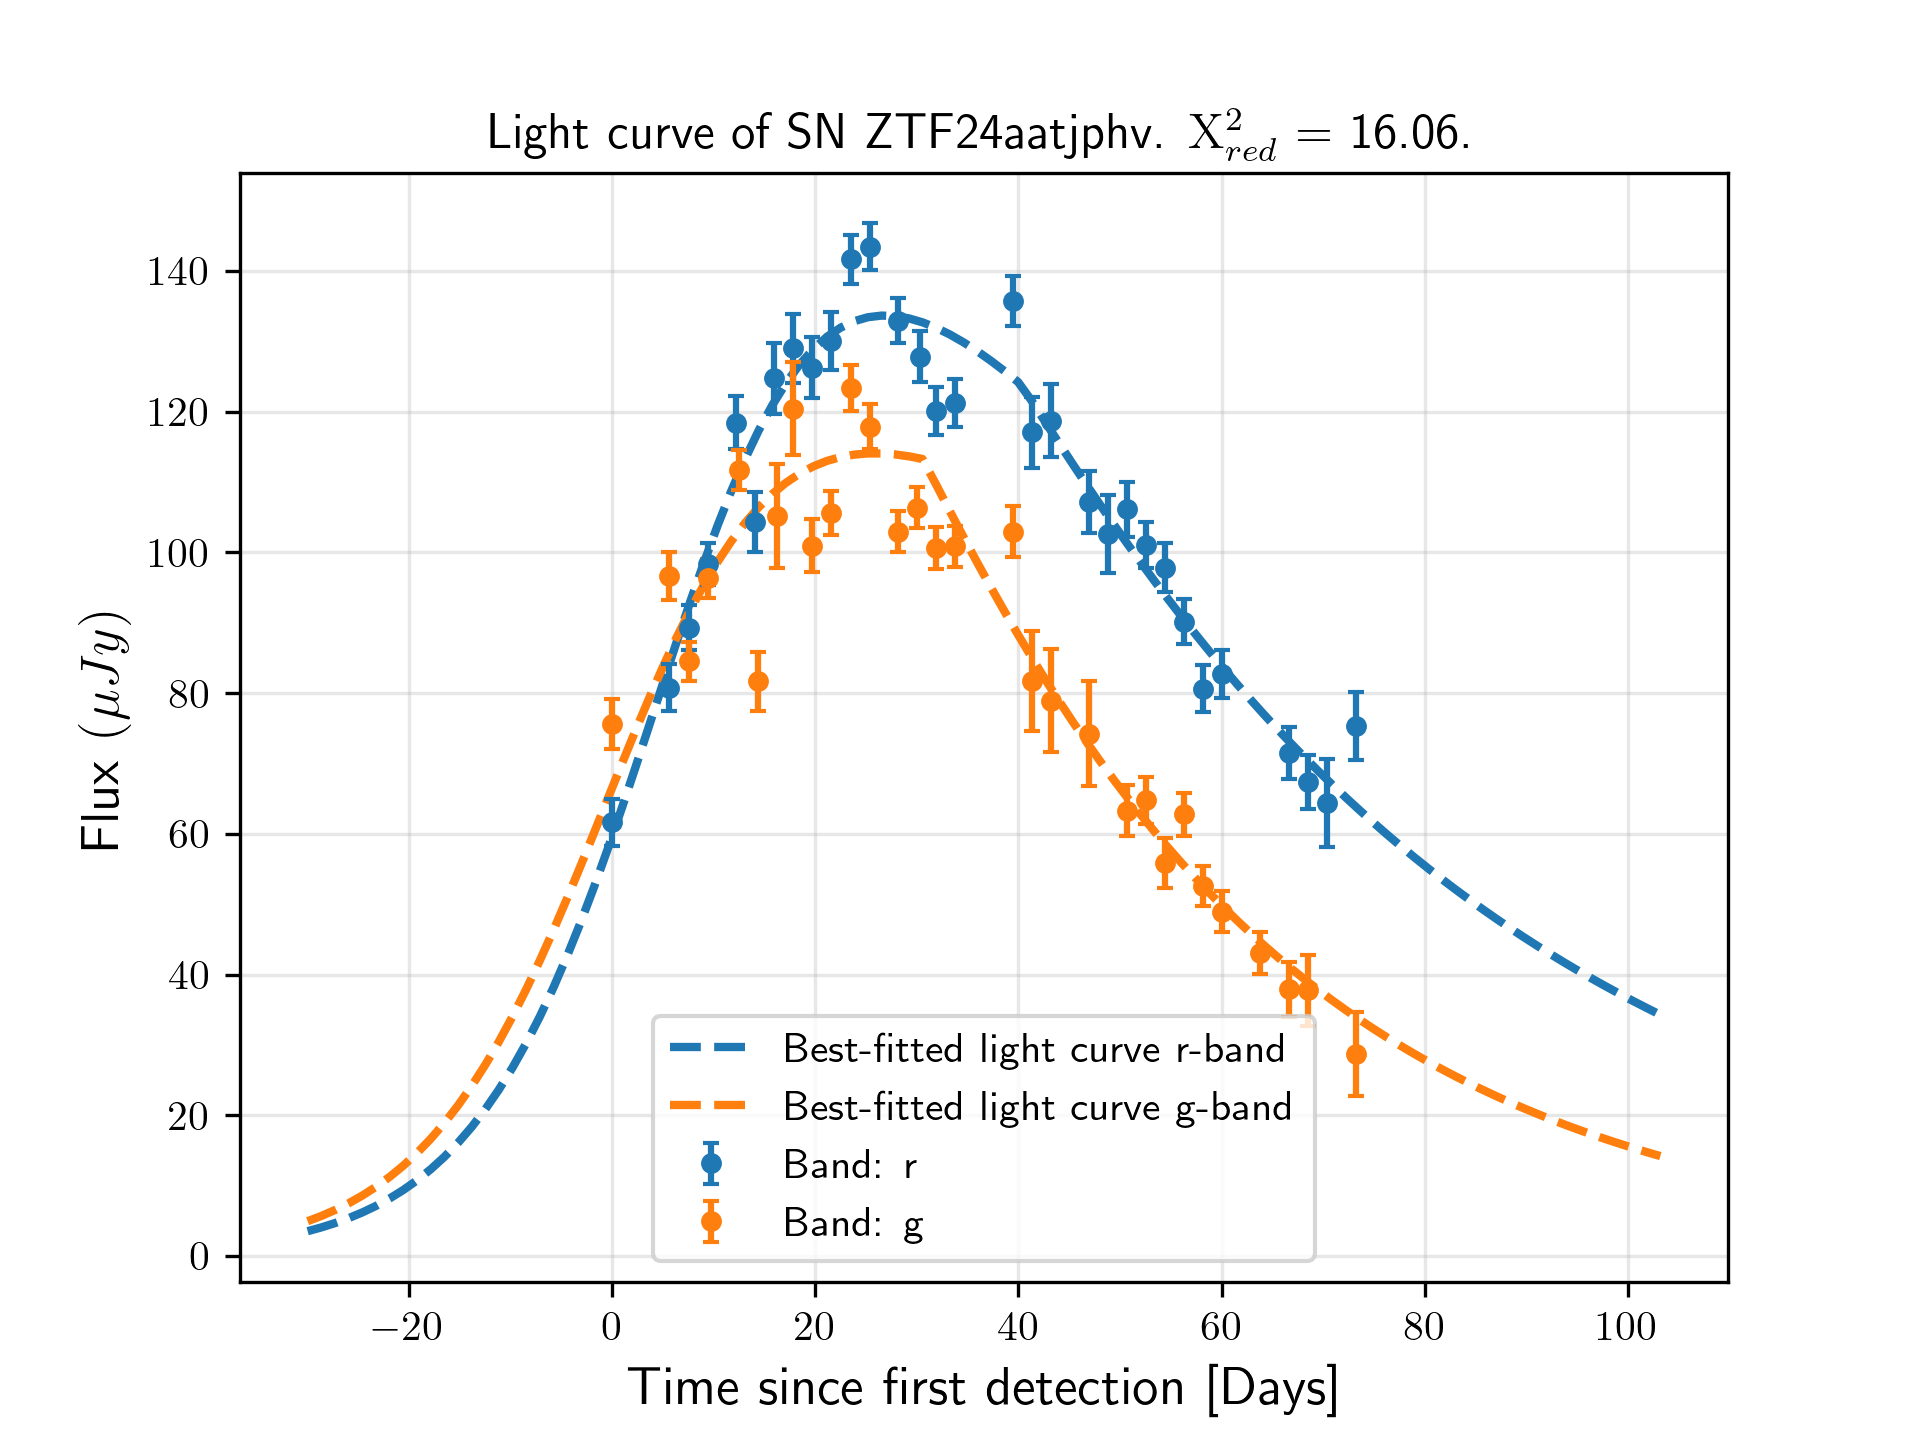 Light curve of SN ZTF24aatjphv. X²_red = 16.06.
Flux (μJy)
140
120
100
80
60
40
20
0
Best-fitted light curve r-band
Best-fitted light curve g-band
Band: r
Band: g
−20 0 20 40 60 80 100
Time since first detection [Days]